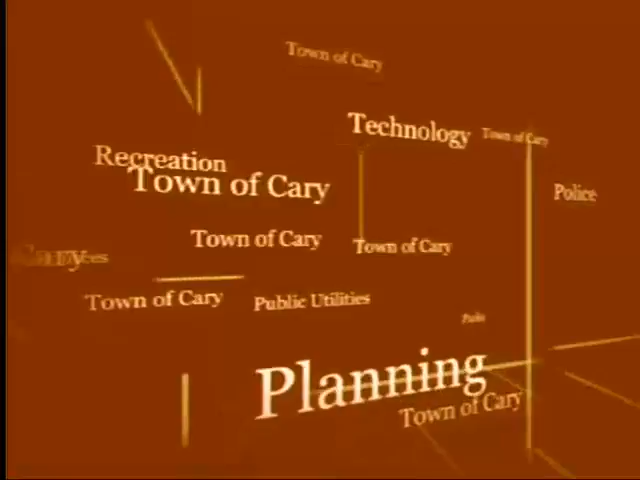 Town of Cary
Technology
Town of Cary
Recreation
Town of Cary
Police
Town of Cary
Town of Cary
Cary
Town of Cary
Public Utilities
Planning
Town of Cary